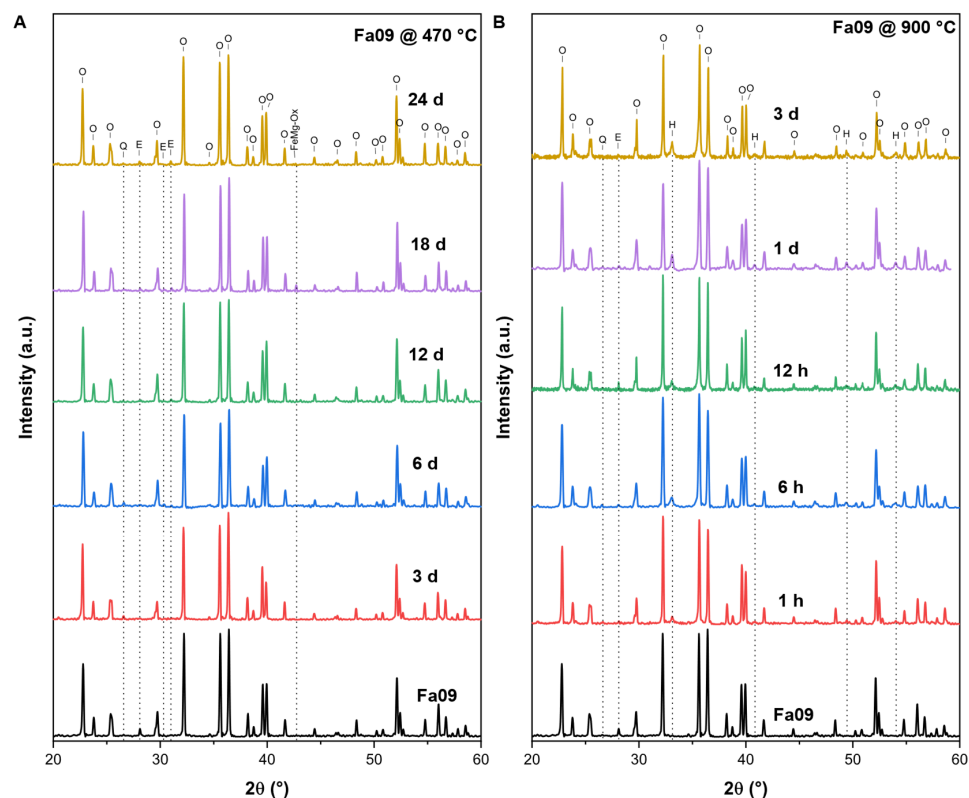 A
Fa09 @ 470 °C
O O O Q E O E E O O O O O O O O O FeMg-Ox O O O O O O O O O O O
24 d
18 d
12 d
6 d
3 d
Fa09
Intensity (a.u.)
20 30 40 50 60
2θ (°)
B
Fa09 @ 900 °C
O O O Q E O O H O O O O O O H O O H O O O H O O O O
3 d
1 d
12 h
6 h
1 h
Fa09
Intensity (a.u.)
20 30 40 50 60
2θ (°)